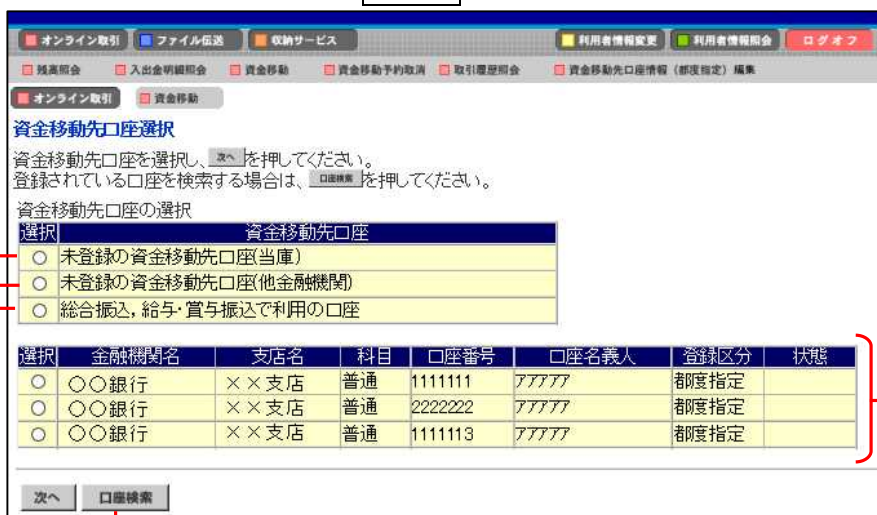 オンライン取引 ファイル伝送 収納サービス 利用者情報変更 利用者情報照会 ログオフ
残高照会 入出金明細照会 資金移動 資金移動予約取消 取引履歴照会 資金移動先口座情報（都度指定）編集
オンライン取引 資金移動
資金移動先口座選択
資金移動先口座を選択し、 次へ を押してください。
登録されている口座を検索する場合は、 口座検索 を押してください。
資金移動先口座の選択
選択 資金移動先口座
未登録の資金移動先口座(当庫)
未登録の資金移動先口座(他金融機関)
総合振込，給与・賞与振込で利用の口座
選択 金融機関名 支店名 科目 口座番号 口座名義人 登録区分 状態
〇〇銀行 ××支店 普通 1111111 ｱｱｱｱｱ 都度指定
〇〇銀行 ××支店 普通 2222222 ｱｱｱｱｱ 都度指定
〇〇銀行 ××支店 普通 1111113 ｱｱｱｱｱ 都度指定
次へ 口座検索